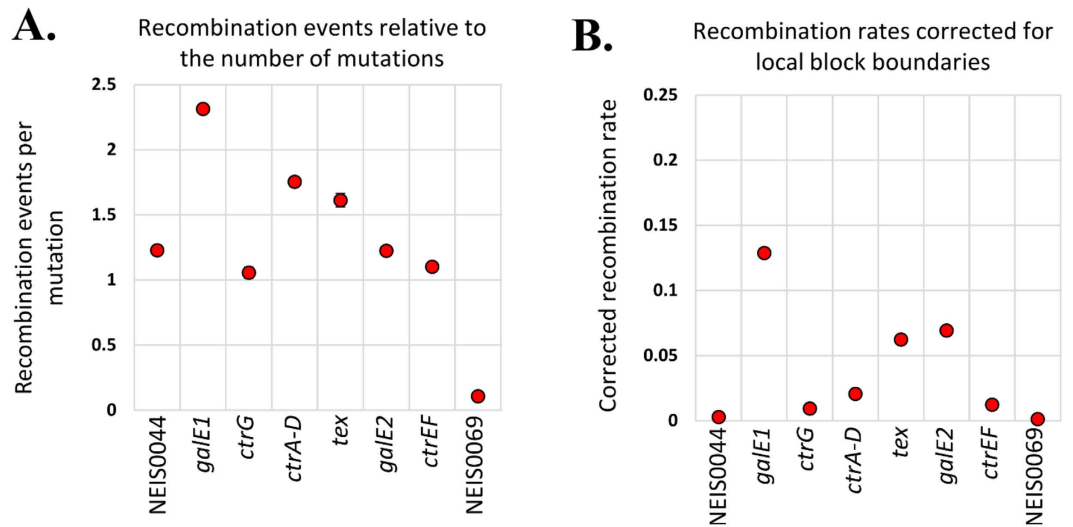 A.
Recombination events relative to
the number of mutations
Recombination events per
mutation
2.5
2
1.5
1
0.5
0
NEIS0044
galE1
ctrG
ctrA-D
tex
galE2
ctrEF
NEIS0069
B.
Recombination rates corrected for
local block boundaries
Corrected recombination rate
0.25
0.2
0.15
0.1
0.05
0
NEIS0044
galE1
ctrG
ctrA-D
tex
galE2
ctrEF
NEIS0069